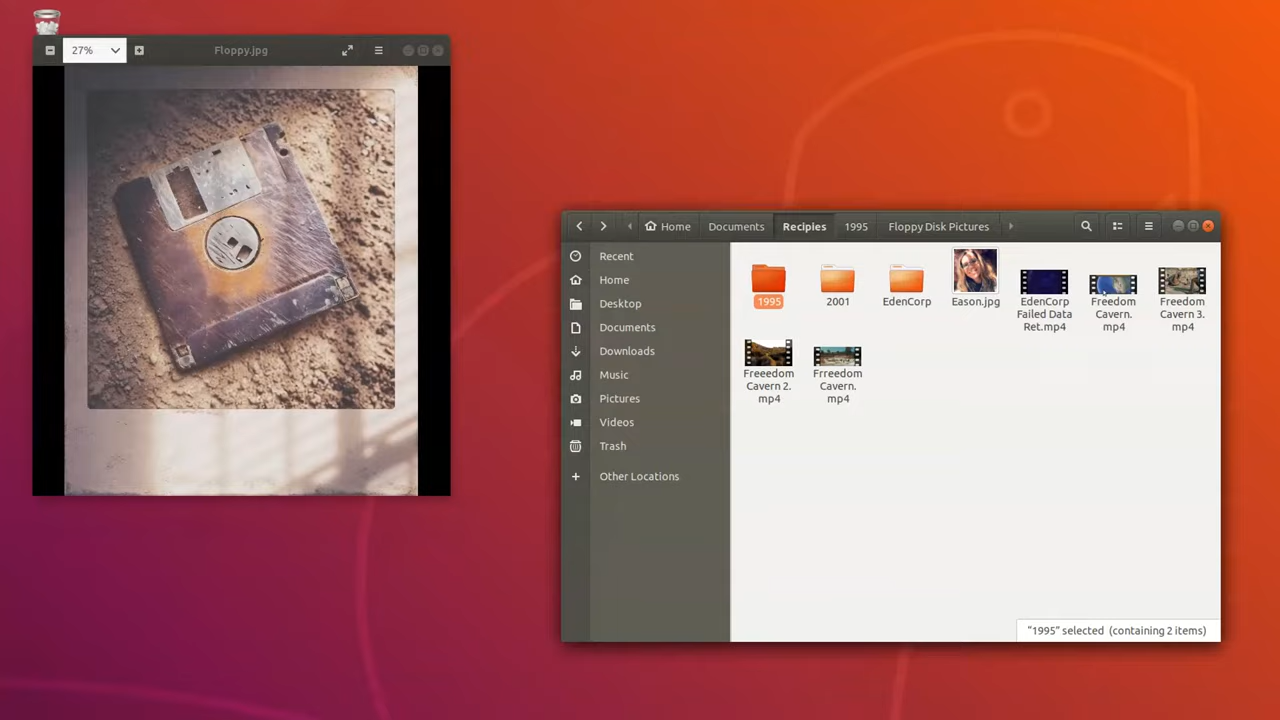 27%
Floppy.jpg
Home
Documents
Recipies
1995
Floppy Disk Pictures
Recent
Home
Desktop
Documents
Downloads
Music
Pictures
Videos
Trash
Other Locations
1995
2001
EdenCorp
Eason.jpg
EdenCorp
Failed Data
Ret.mp4
Freedom
Cavern.
mp4
Freedom
Cavern 3.
mp4
Freeedom
Cavern 2.
mp4
Frreedom
Cavern.
mp4
"1995" selected (containing 2 items)